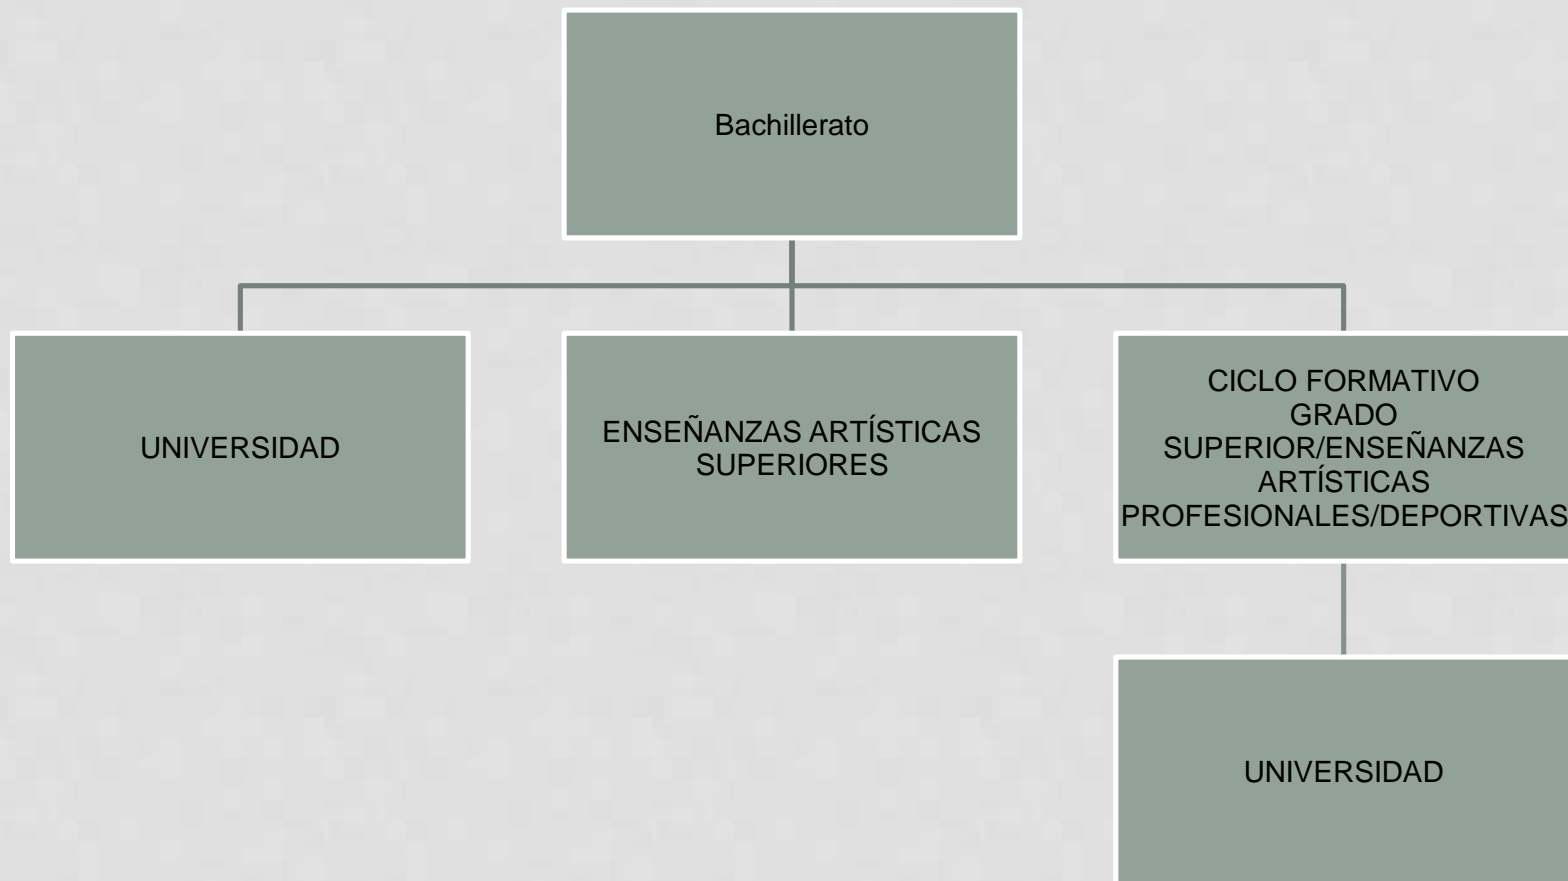 Bachillerato
UNIVERSIDAD
ENSEÑANZAS ARTÍSTICAS
SUPERIORES
CICLO FORMATIVO
GRADO
SUPERIOR/ENSEÑANZAS
ARTÍSTICAS
PROFESIONALES/DEPORTIVAS
UNIVERSIDAD